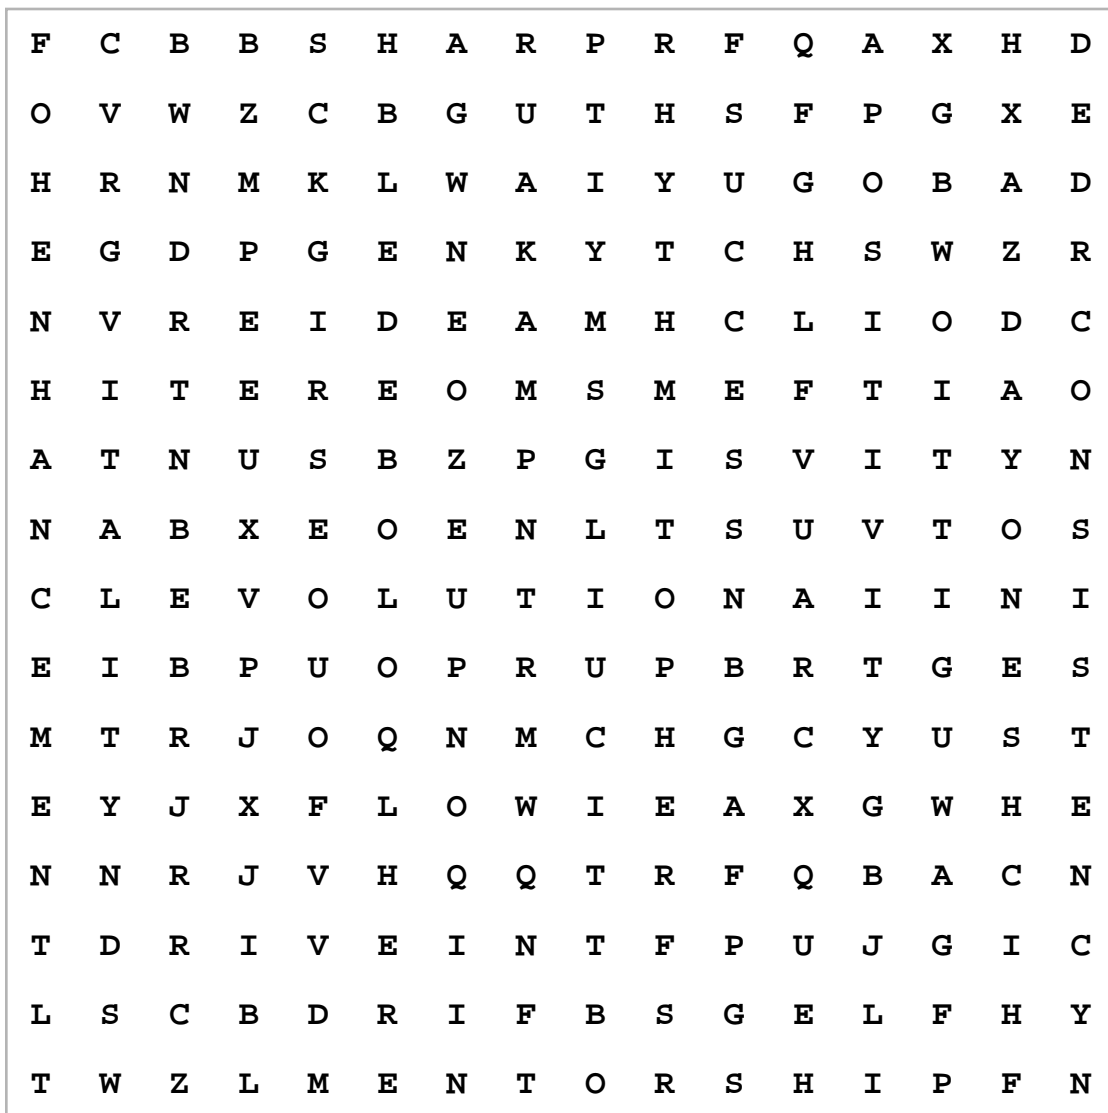 F C B B S H A R P R F Q A X H D
O V W Z C B G U T H S F P G X E
H R N M K L W A I Y U G O B A D
E G D P G E N K Y T C H S W Z R
N V R E I D E A M H C L I O D C
H I T E R E O M S M E F T I A O
A T N U S B Z P G I S V I T Y N
N A B X E O E N L T S U V T O S
C L E V O L U T I O N A I I N I
E I B P U O P R U P B R T G E S
M T R J O Q N M C H G C Y U S T
E Y J X F L O W I E A X G W H E
N N R J V H Q Q T R F Q B A C N
T D R I V E I N T F P U J G I C
L S C B D R I F B S G E L F H Y
T W Z L M E N T O R S H I P F N